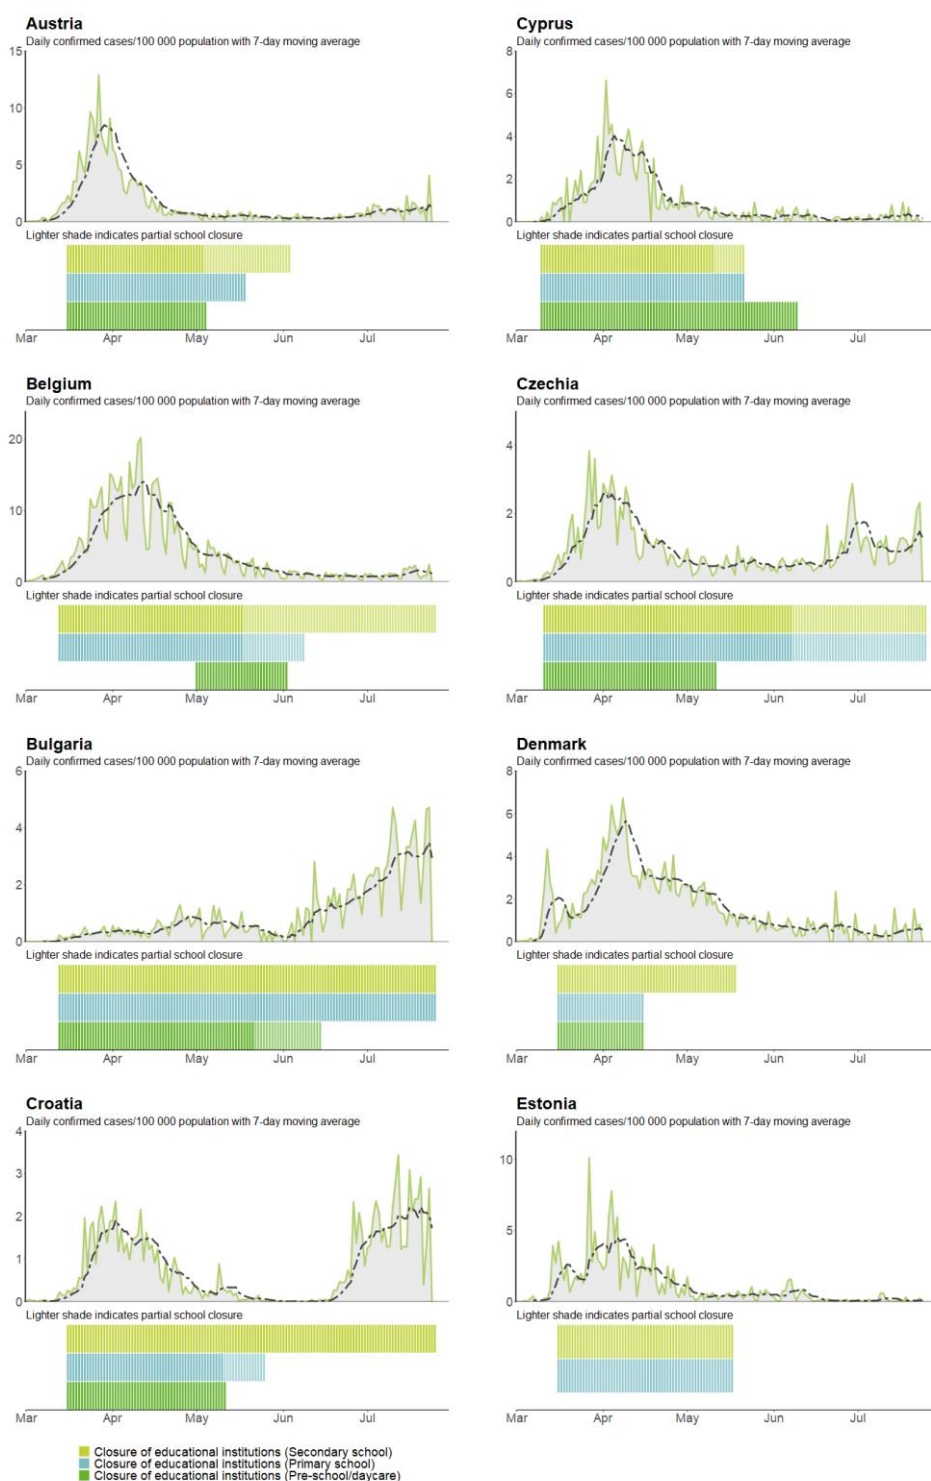 Austria
Daily confirmed cases/100 000 population with 7-day moving average
15
10
5
0
Lighter shade indicates partial school closure
Mar Apr May Jun Jul
Cyprus
Daily confirmed cases/100 000 population with 7-day moving average
8
6
4
2
0
Lighter shade indicates partial school closure
Mar Apr May Jun Jul
Belgium
Daily confirmed cases/100 000 population with 7-day moving average
20
10
0
Lighter shade indicates partial school closure
Mar Apr May Jun Jul
Czechia
Daily confirmed cases/100 000 population with 7-day moving average
4
2
0
Lighter shade indicates partial school closure
Mar Apr May Jun Jul
Bulgaria
Daily confirmed cases/100 000 population with 7-day moving average
6
4
2
0
Lighter shade indicates partial school closure
Mar Apr May Jun Jul
Denmark
Daily confirmed cases/100 000 population with 7-day moving average
8
6
4
2
0
Lighter shade indicates partial school closure
Mar Apr May Jun Jul
Croatia
Daily confirmed cases/100 000 population with 7-day moving average
4
3
2
1
0
Lighter shade indicates partial school closure
Mar Apr May Jun Jul
Estonia
Daily confirmed cases/100 000 population with 7-day moving average
10
5
0
Lighter shade indicates partial school closure
Mar Apr May Jun Jul
Closure of educational institutions (Secondary school)
Closure of educational institutions (Primary school)
Closure of educational institutions (Pre-school/daycare)